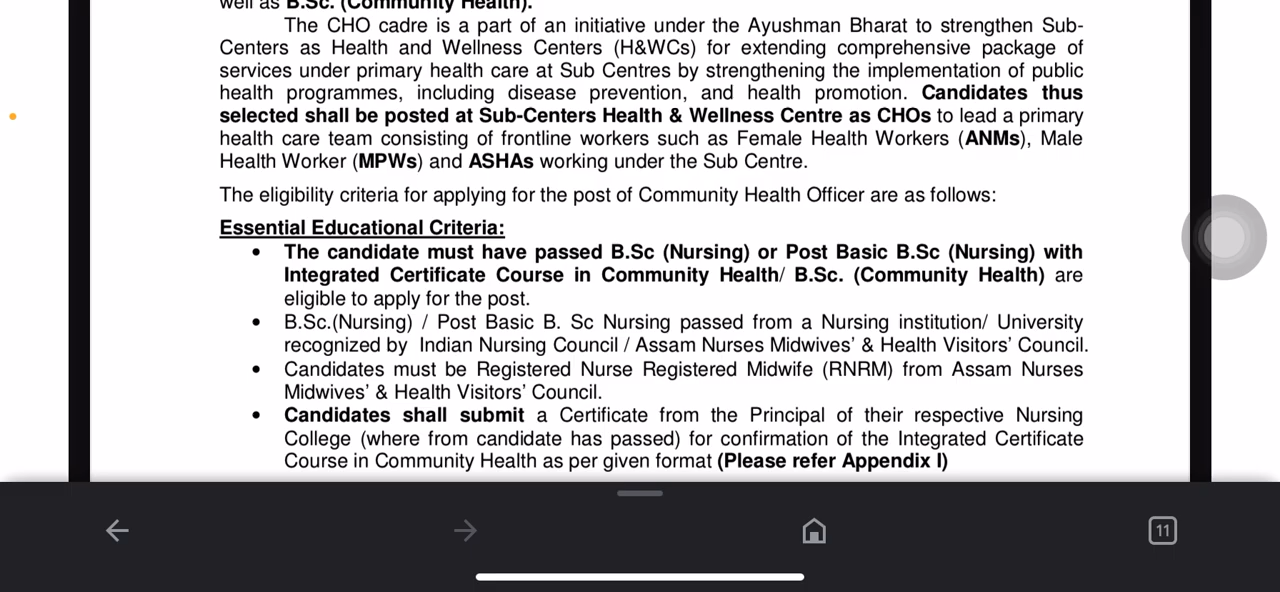 well as B.Sc. (Community Health).
The CHO cadre is a part of an initiative under the Ayushman Bharat to strengthen Sub-
Centers as Health and Wellness Centers (H&WCs) for extending comprehensive package of
services under primary health care at Sub Centres by strengthening the implementation of public
health programmes, including disease prevention, and health promotion. Candidates thus
selected shall be posted at Sub-Centers Health & Wellness Centre as CHOs to lead a primary
health care team consisting of frontline workers such as Female Health Workers (ANMs), Male
Health Worker (MPWs) and ASHAs working under the Sub Centre.
The eligibility criteria for applying for the post of Community Health Officer are as follows:
Essential Educational Criteria:
• The candidate must have passed B.Sc (Nursing) or Post Basic B.Sc (Nursing) with
Integrated Certificate Course in Community Health/ B.Sc. (Community Health) are
eligible to apply for the post.
• B.Sc.(Nursing) / Post Basic B. Sc Nursing passed from a Nursing institution/ University
recognized by Indian Nursing Council / Assam Nurses Midwives' & Health Visitors' Council.
• Candidates must be Registered Nurse Registered Midwife (RNRM) from Assam Nurses
Midwives' & Health Visitors' Council.
• Candidates shall submit a Certificate from the Principal of their respective Nursing
College (where from candidate has passed) for confirmation of the Integrated Certificate
Course in Community Health as per given format (Please refer Appendix I)
11